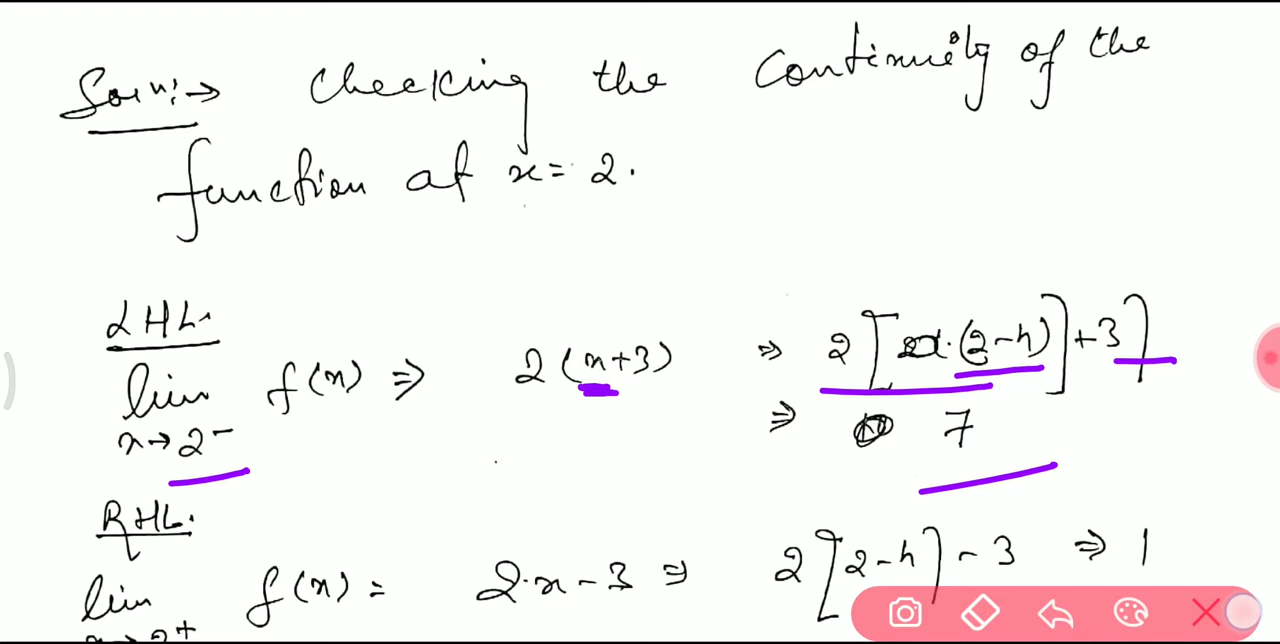 Soln:→ Checking the Continuity of the
function at x = 2.
LHL.
lim f(x) ⇒ 2(x+3) ⇒ 2[ (2-h)]+3]
x→2⁻ ⇒ 7
RHL.
lim f(x) = 2·x-3 ⇒ 2[2-h]-3 ⇒ 1
x→2⁺